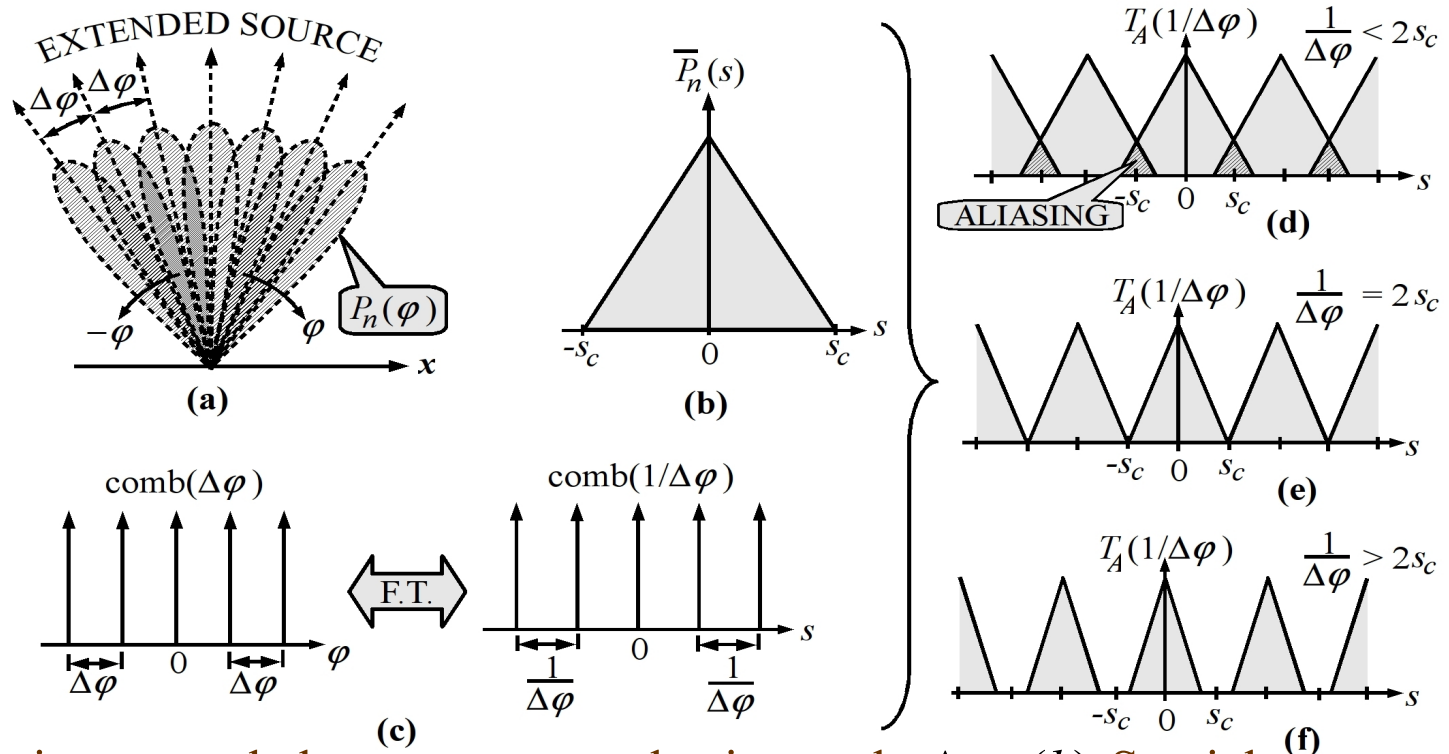 EXTENDED SOURCE
Δφ Δφ
-φ
φ
Pn(φ)
x
(a)
P̅n(s)
s
-sc 0 sc
(b)
comb(Δφ)
φ
0
Δφ Δφ
F.T.
comb(1/Δφ)
s
0
1/Δφ 1/Δφ
(c)
TA(1/Δφ) 1/Δφ < 2sc
s
-sc 0 sc
ALIASING
(d)
TA(1/Δφ) 1/Δφ = 2sc
s
-sc 0 sc
(e)
TA(1/Δφ) 1/Δφ > 2sc
s
-sc 0 sc
(f)